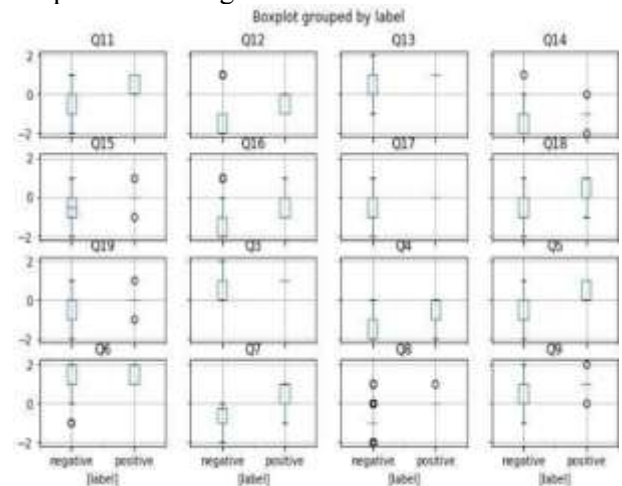 Boxplot grouped by label
Q11 Q12 Q13 Q14
2
0
-2
Q15 Q16 Q17 Q18
2
0
-2
Q19 Q3 Q4 Q5
2
0
-2
Q6 Q7 Q8 Q9
2
0
-2
negative positive negative positive negative positive negative positive
[label] [label] [label] [label]